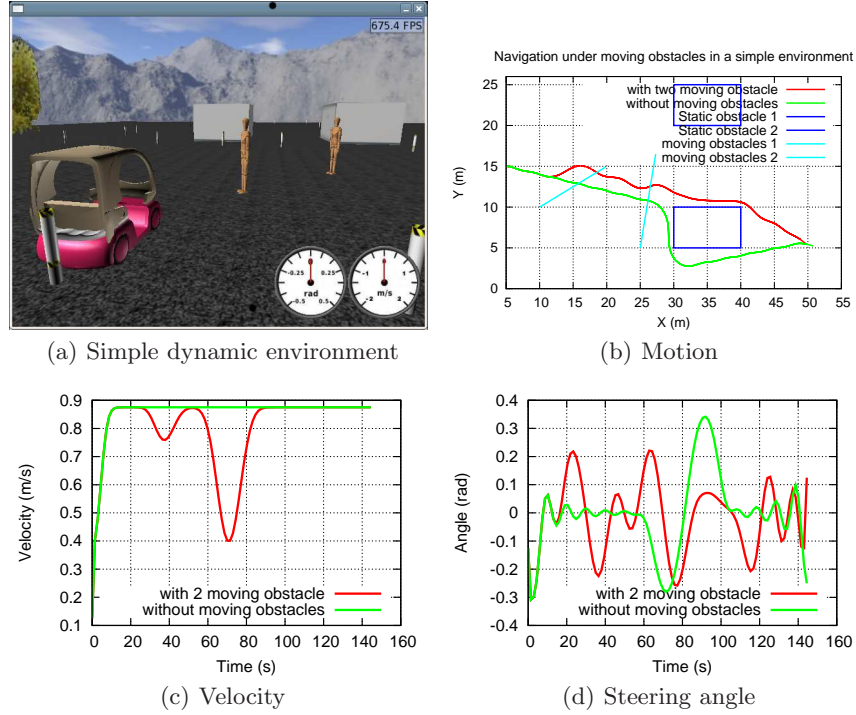 675.4 FPS
-0.25
0
0.25
-0.5
0.5
rad
-1
0
1
-2
2
m/s
(a) Simple dynamic environment
Navigation under moving obstacles in a simple environment
with two moving obstacle
without moving obstacles
Static obstacle 1
Static obstacle 2
moving obstacles 1
moving obstacles 2
Y (m)
25
20
15
10
5
0
5 10 15 20 25 30 35 40 45 50 55
X (m)
(b) Motion
Velocity (m/s)
0.9
0.8
0.7
0.6
0.5
0.4
0.3
0.2
0.1
with 2 moving obstacle
without moving obstacles
0 20 40 60 80 100 120 140 160
Time (s)
(c) Velocity
Angle (rad)
0.4
0.3
0.2
0.1
0
-0.1
-0.2
-0.3
-0.4
with 2 moving obstacle
without moving obstacles
0 20 40 60 80 100 120 140 160
Time (s)
(d) Steering angle